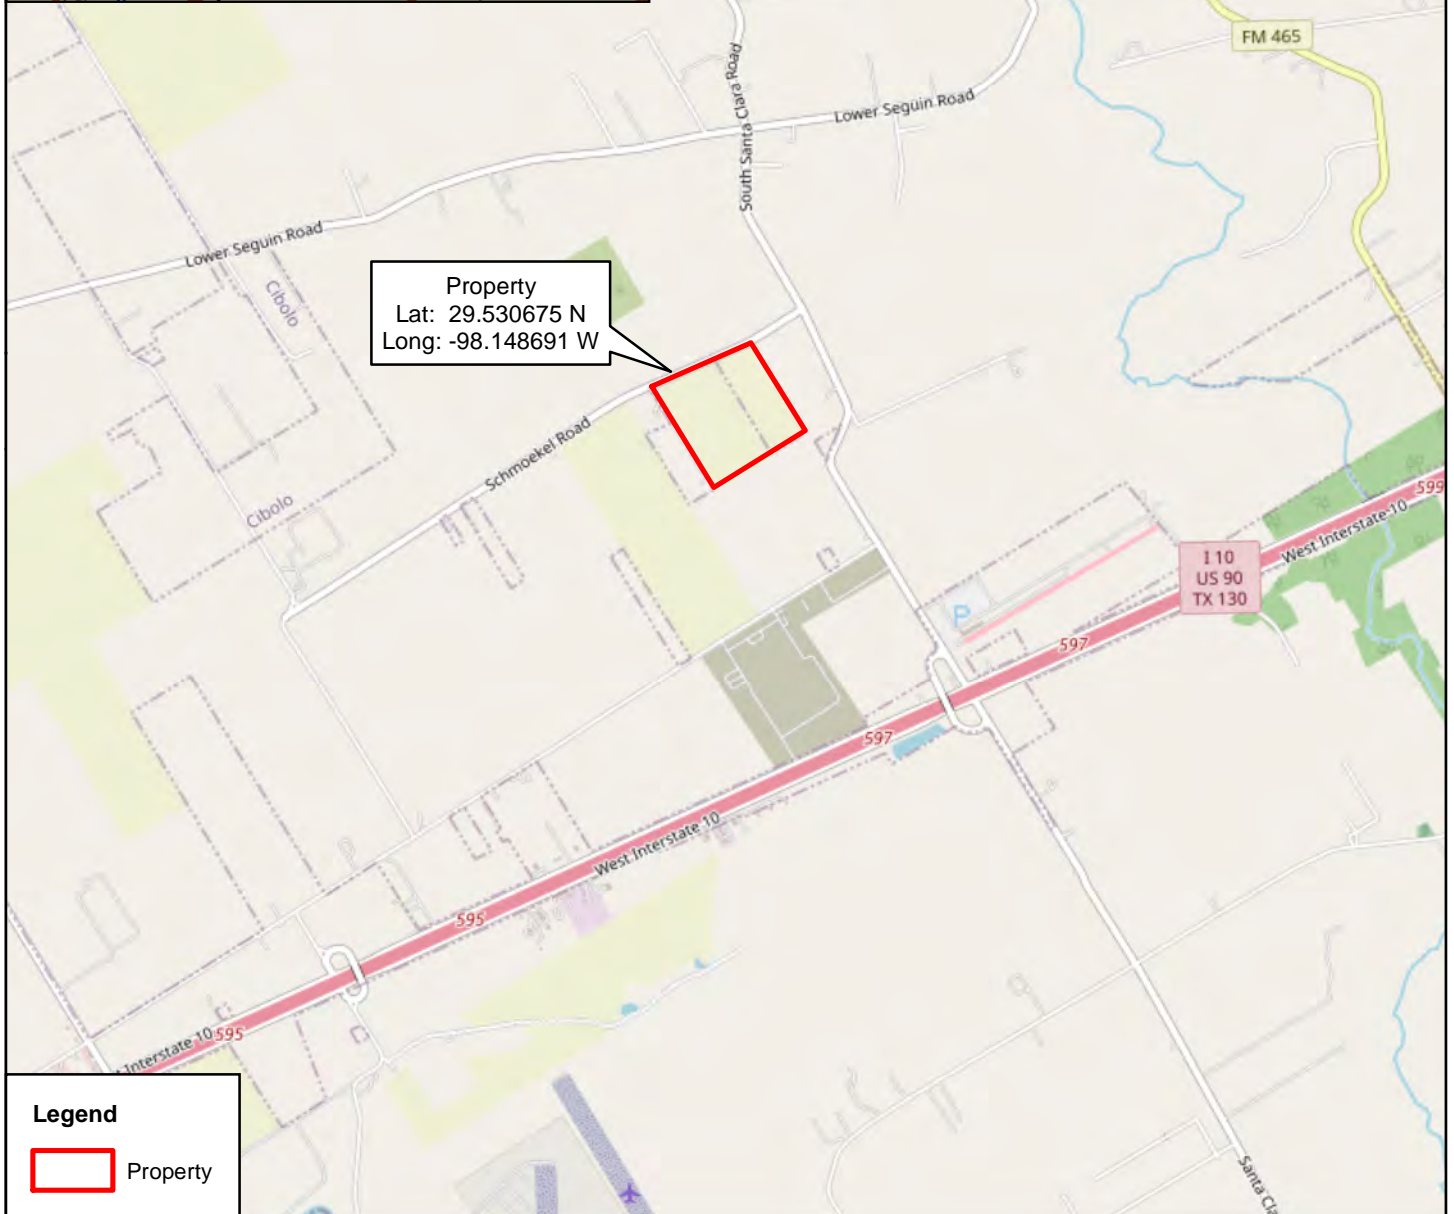 FM 465
South Santa Clara Road
Lower Seguin Road
Lower Seguin Road
Cibolo
Property
Lat: 29.530675 N
Long: -98.148691 W
Schmoekel Road
Cibolo
599
West Interstate 10
I 10
US 90
TX 130
P
597
597
West Interstate 10
595
Interstate 10
595
Legend
Property
Santa Cla